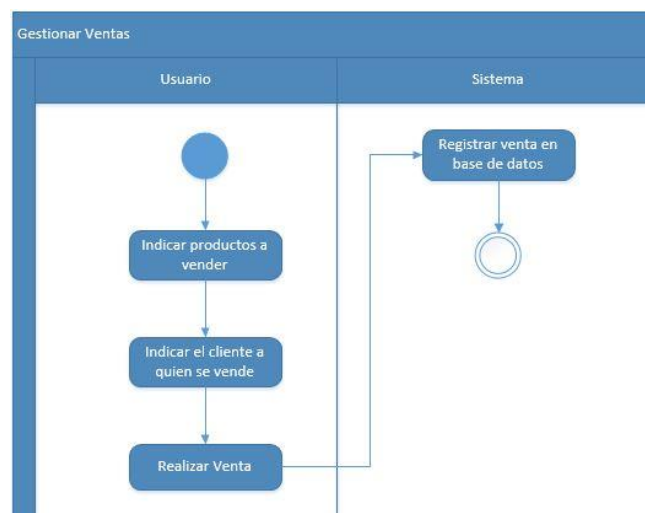 Gestionar Ventas
Usuario
Sistema
Registrar venta en
base de datos
Indicar productos a
vender
Indicar el cliente a
quien se vende
Realizar Venta